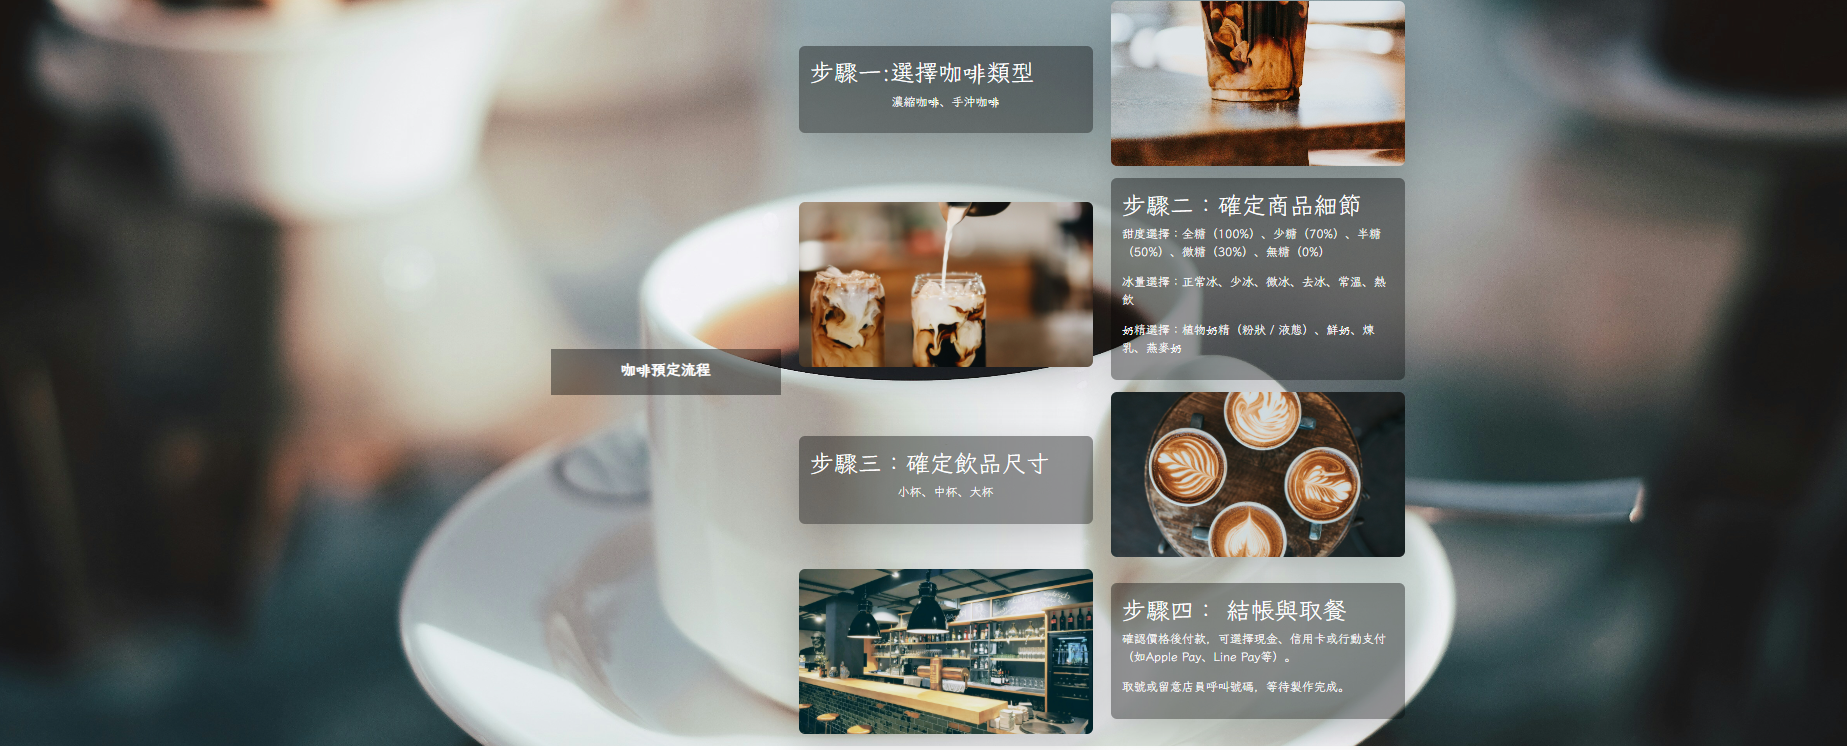 咖啡預定流程
步驟一:選擇咖啡類型
濃縮咖啡、手沖咖啡
步驟二：確定商品細節
甜度選擇：全糖（100%）、少糖（70%）、半糖
（50%）、微糖（30%）、無糖（0%）
冰量選擇：正常冰、少冰、微冰、去冰、常溫、熱
飲
奶精選擇：植物奶精（粉狀 / 液態）、鮮奶、煉
乳、燕麥奶
步驟三：確定飲品尺寸
小杯、中杯、大杯
步驟四： 結帳與取餐
確認價格後付款，可選擇現金、信用卡或行動支付
（如Apple Pay、Line Pay等）。
取號或留意店員呼叫號碼，等待製作完成。